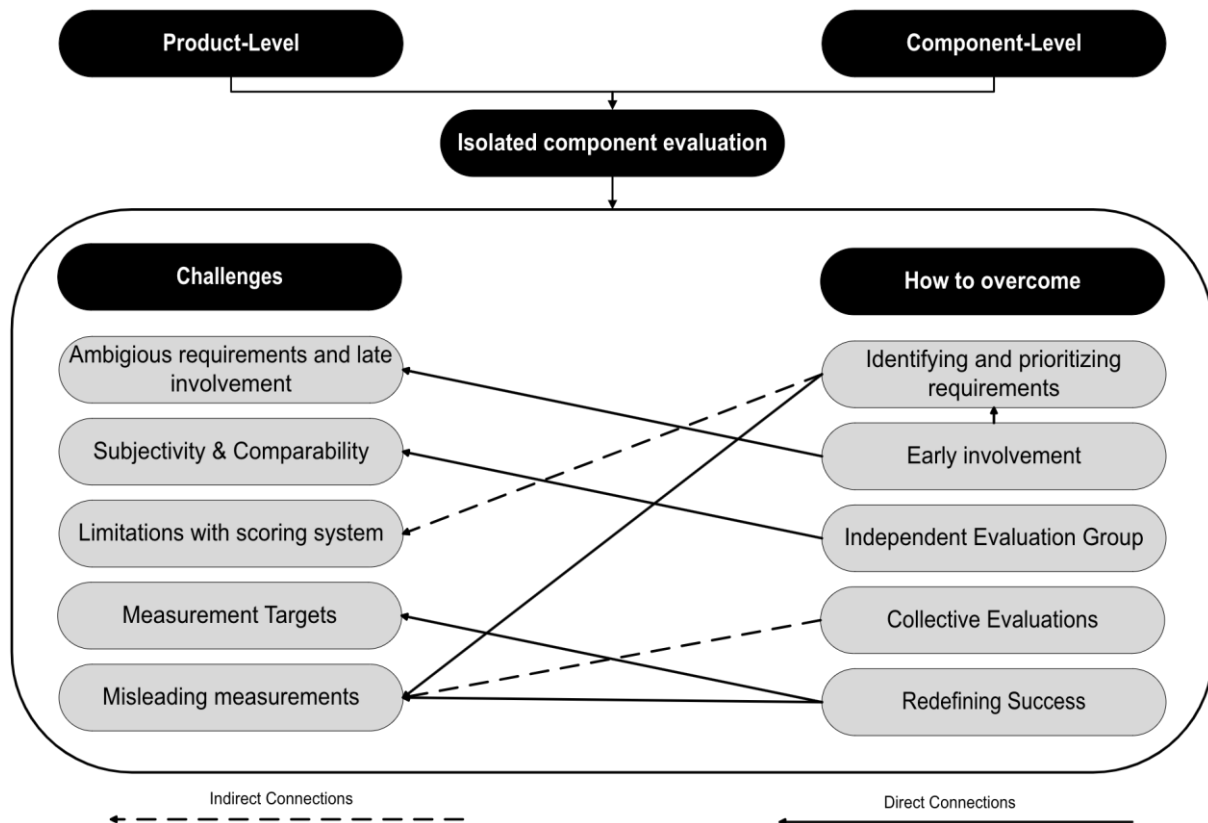 Product-Level
Component-Level
Isolated component evaluation
Challenges
How to overcome
Ambigious requirements and late
involvement
Identifying and prioritizing
requirements
Subjectivity & Comparability
Early involvement
Limitations with scoring system
Independent Evaluation Group
Measurement Targets
Collective Evaluations
Misleading measurements
Redefining Success
Indirect Connections
Direct Connections